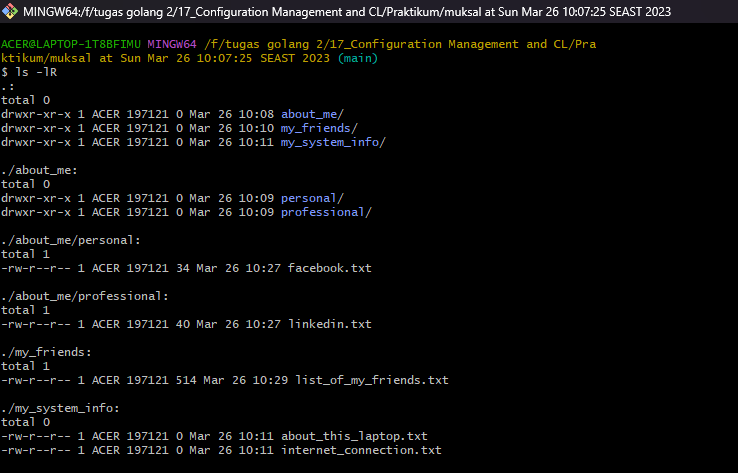 MINGW64:/f/tugas golang 2/17_Configuration Management and CL/Praktikum/muksal at Sun Mar 26 10:07:25 SEAST 2023
ACER@LAPTOP-1T8BFIMU MINGW64 /f/tugas golang 2/17_Configuration Management and CL/Pra
ktikum/muksal at Sun Mar 26 10:07:25 SEAST 2023 (main)
$ ls -lR
.:
total 0
drwxr-xr-x 1 ACER 197121 0 Mar 26 10:08 about_me/
drwxr-xr-x 1 ACER 197121 0 Mar 26 10:10 my_friends/
drwxr-xr-x 1 ACER 197121 0 Mar 26 10:11 my_system_info/
./about_me:
total 0
drwxr-xr-x 1 ACER 197121 0 Mar 26 10:09 personal/
drwxr-xr-x 1 ACER 197121 0 Mar 26 10:09 professional/
./about_me/personal:
total 1
-rw-r--r-- 1 ACER 197121 34 Mar 26 10:27 facebook.txt
./about_me/professional:
total 1
-rw-r--r-- 1 ACER 197121 40 Mar 26 10:27 linkedin.txt
./my_friends:
total 1
-rw-r--r-- 1 ACER 197121 514 Mar 26 10:29 list_of_my_friends.txt
./my_system_info:
total 0
-rw-r--r-- 1 ACER 197121 0 Mar 26 10:11 about_this_laptop.txt
-rw-r--r-- 1 ACER 197121 0 Mar 26 10:11 internet_connection.txt